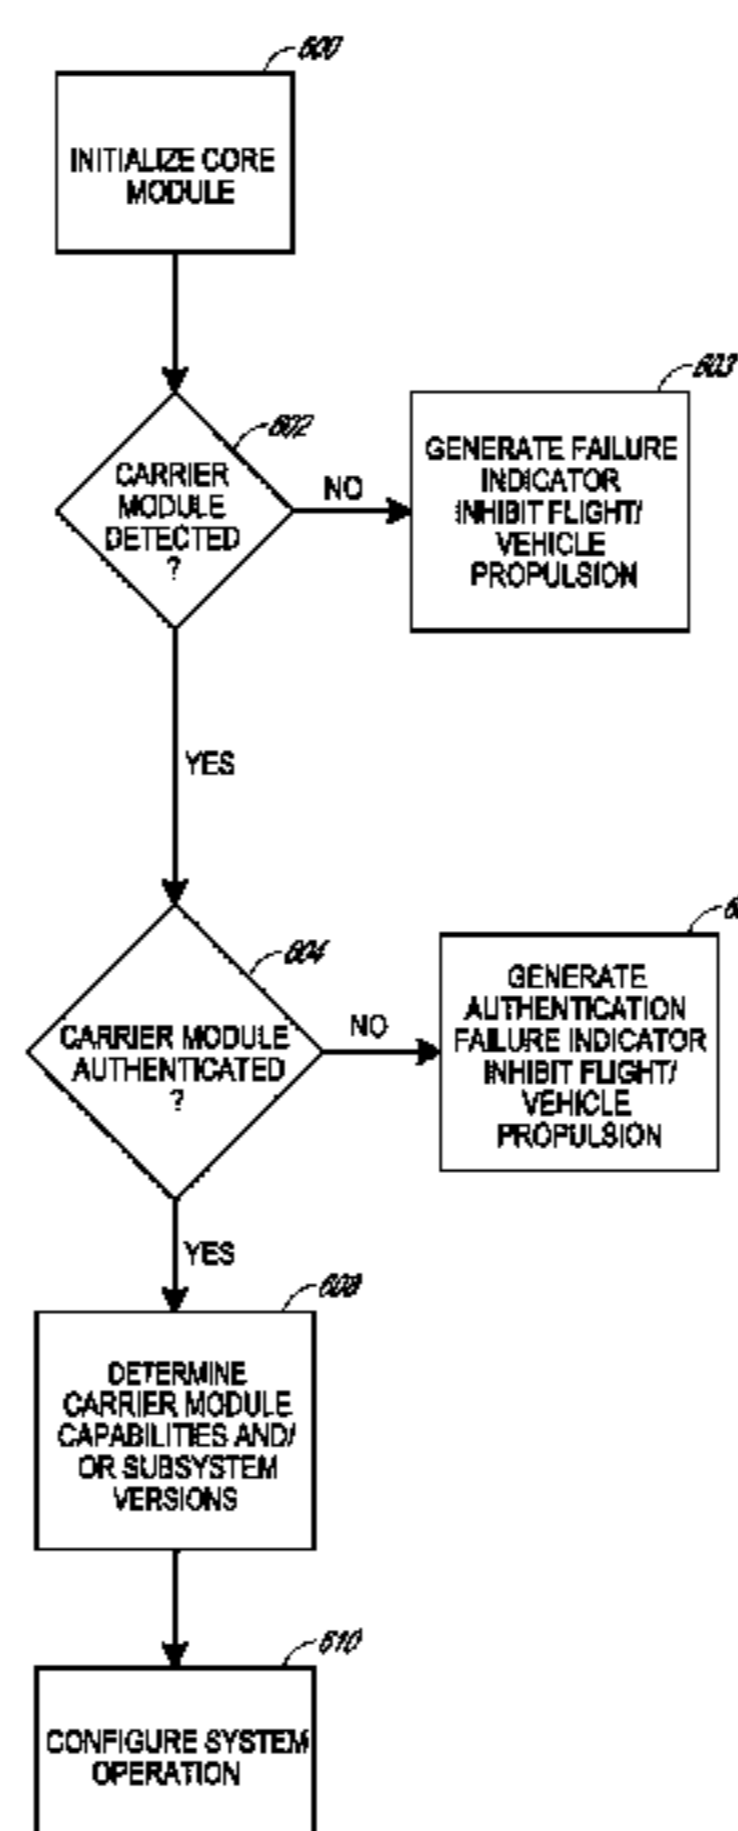 600
INITIALIZE CORE
MODULE
602
CARRIER
MODULE
DETECTED
?
NO
603
GENERATE FAILURE
INDICATOR
INHIBIT FLIGHT/
VEHICLE
PROPULSION
YES
604
CARRIER MODULE
AUTHENTICATED
?
NO
GENERATE
AUTHENTICATION
FAILURE INDICATOR
INHIBIT FLIGHT/
VEHICLE
PROPULSION
YES
608
DETERMINE
CARRIER MODULE
CAPABILITIES AND/
OR SUBSYSTEM
VERSIONS
610
CONFIGURE SYSTEM
OPERATION